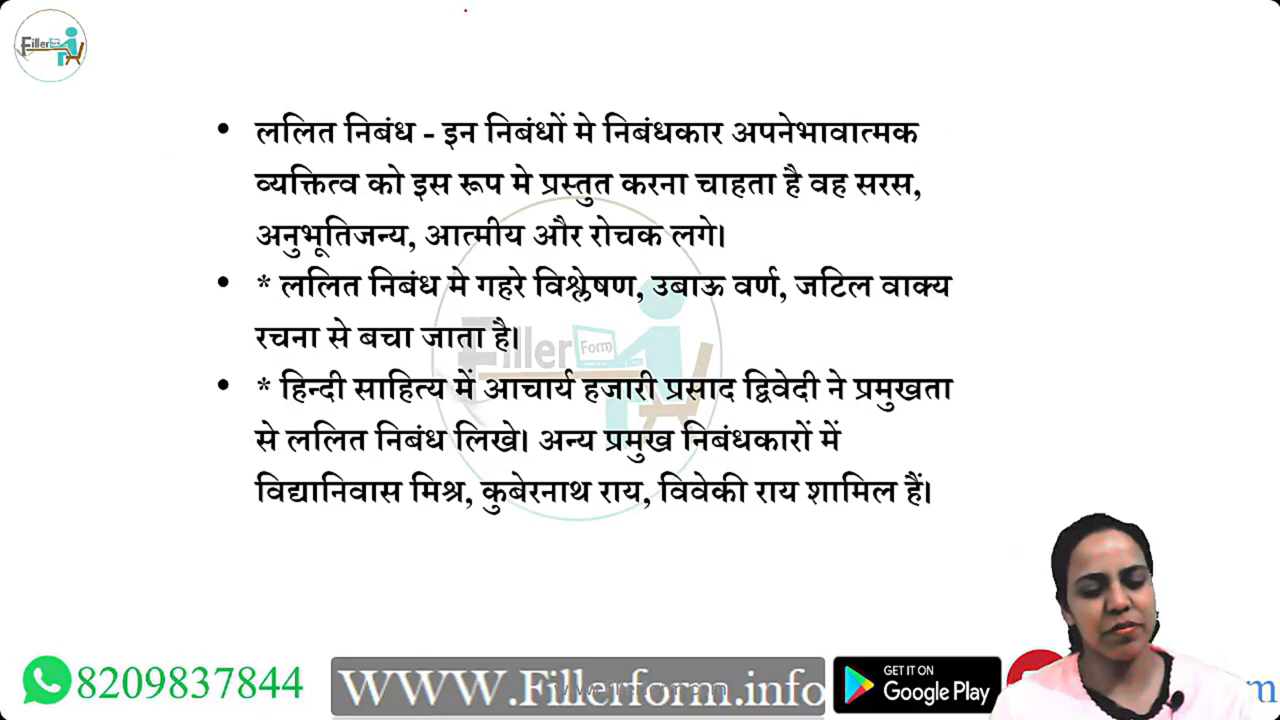 Filler
ललित निबंध - इन निबंधों मे निबंधकार अपनेभावात्मक
व्यक्तित्व को इस रूप मे प्रस्तुत करना चाहता है वह सरस,
अनुभूतिजन्य, आत्मीय और रोचक लगे।
* ललित निबंध मे गहरे विश्लेषण, उबाऊ वर्ण, जटिल वाक्य
रचना से बचा जाता है।
Filler Form
* हिन्दी साहित्य में आचार्य हजारी प्रसाद द्विवेदी ने प्रमुखता
से ललित निबंध लिखे। अन्य प्रमुख निबंधकारों में
विद्यानिवास मिश्र, कुबेरनाथ राय, विवेकी राय शामिल हैं।
8209837844
WWW.Fillerform.info
GET IT ON
Google Play